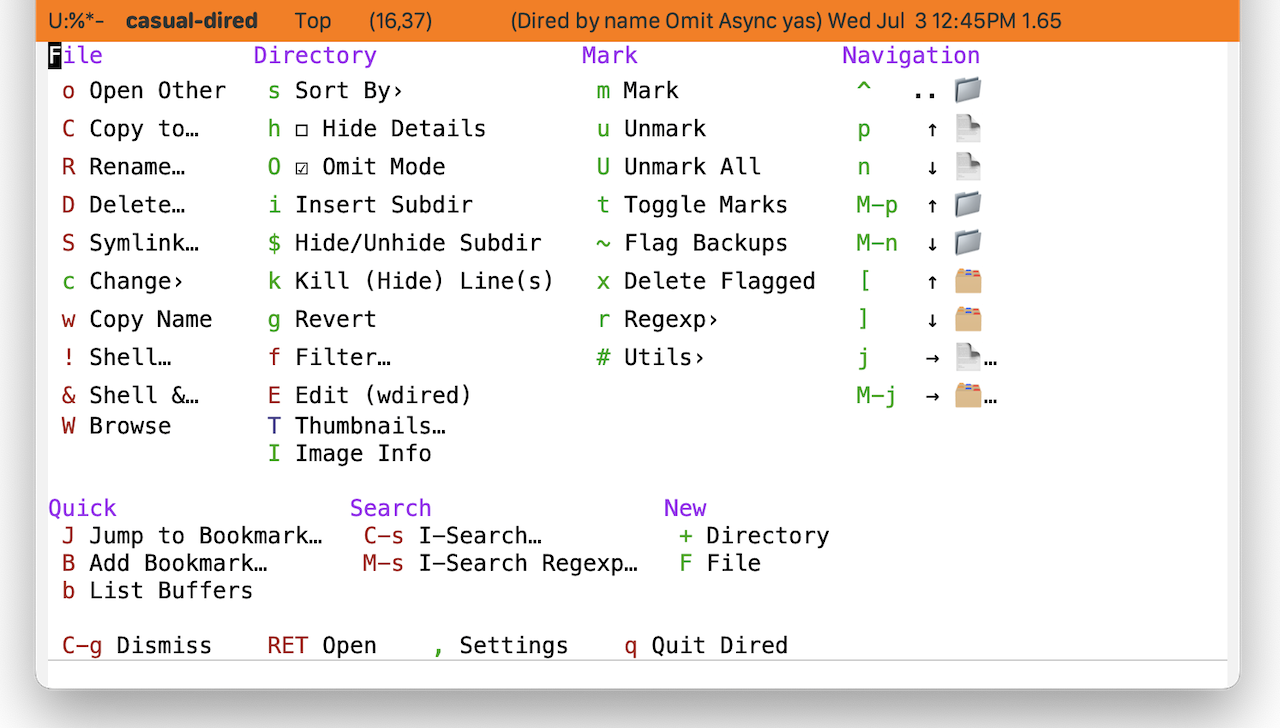 U:%*- casual-dired Top (16,37) (Dired by name Omit Async yas) Wed Jul 3 12:45PM 1.65
File Directory Mark Navigation
o Open Other s Sort By› m Mark ^ .. 📁
C Copy to… h ☐ Hide Details u Unmark p ↑ 📄
R Rename… O ☑ Omit Mode U Unmark All n ↓ 📄
D Delete… i Insert Subdir t Toggle Marks M-p ↑ 📁
S Symlink… $ Hide/Unhide Subdir ~ Flag Backups M-n ↓ 📁
c Change› k Kill (Hide) Line(s) x Delete Flagged [ ↑ 🗂
w Copy Name g Revert r Regexp› ] ↓ 🗂
! Shell… f Filter… # Utils› j → 📄…
& Shell &… E Edit (wdired) M-j → 🗂…
W Browse T Thumbnails…
I Image Info
Quick Search New
J Jump to Bookmark… C-s I-Search… + Directory
B Add Bookmark… M-s I-Search Regexp… F File
b List Buffers
C-g Dismiss RET Open , Settings q Quit Dired